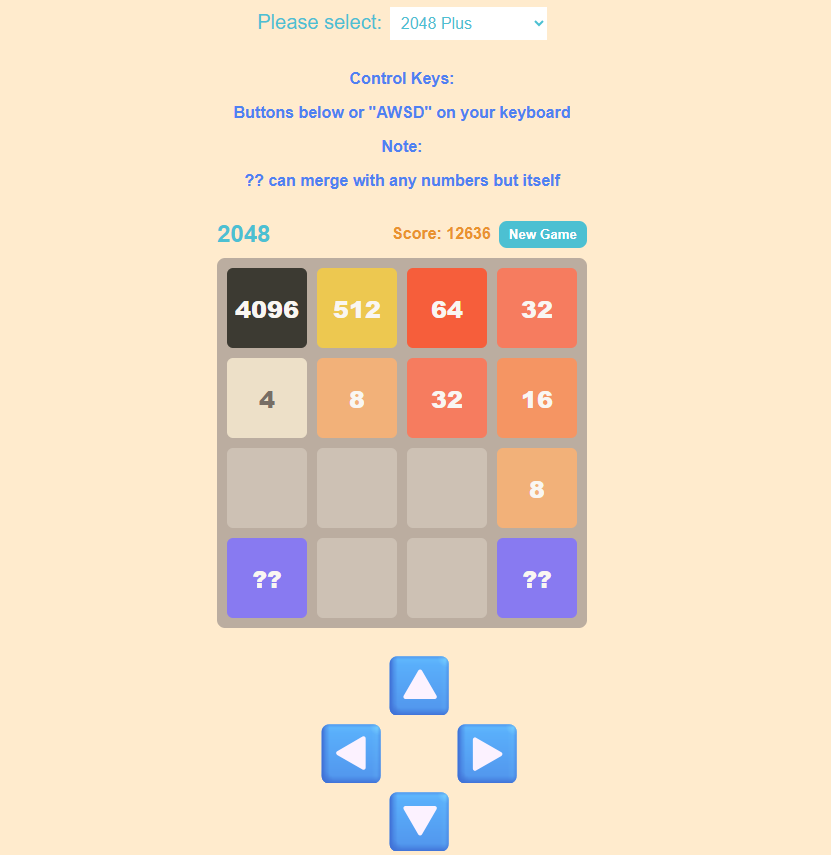 Please select: 2048 Plus
Control Keys:
Buttons below or "AWSD" on your keyboard
Note:
?? can merge with any numbers but itself
2048 Score: 12636 New Game
4096 512 64 32
4 8 32 16
8
?? ??